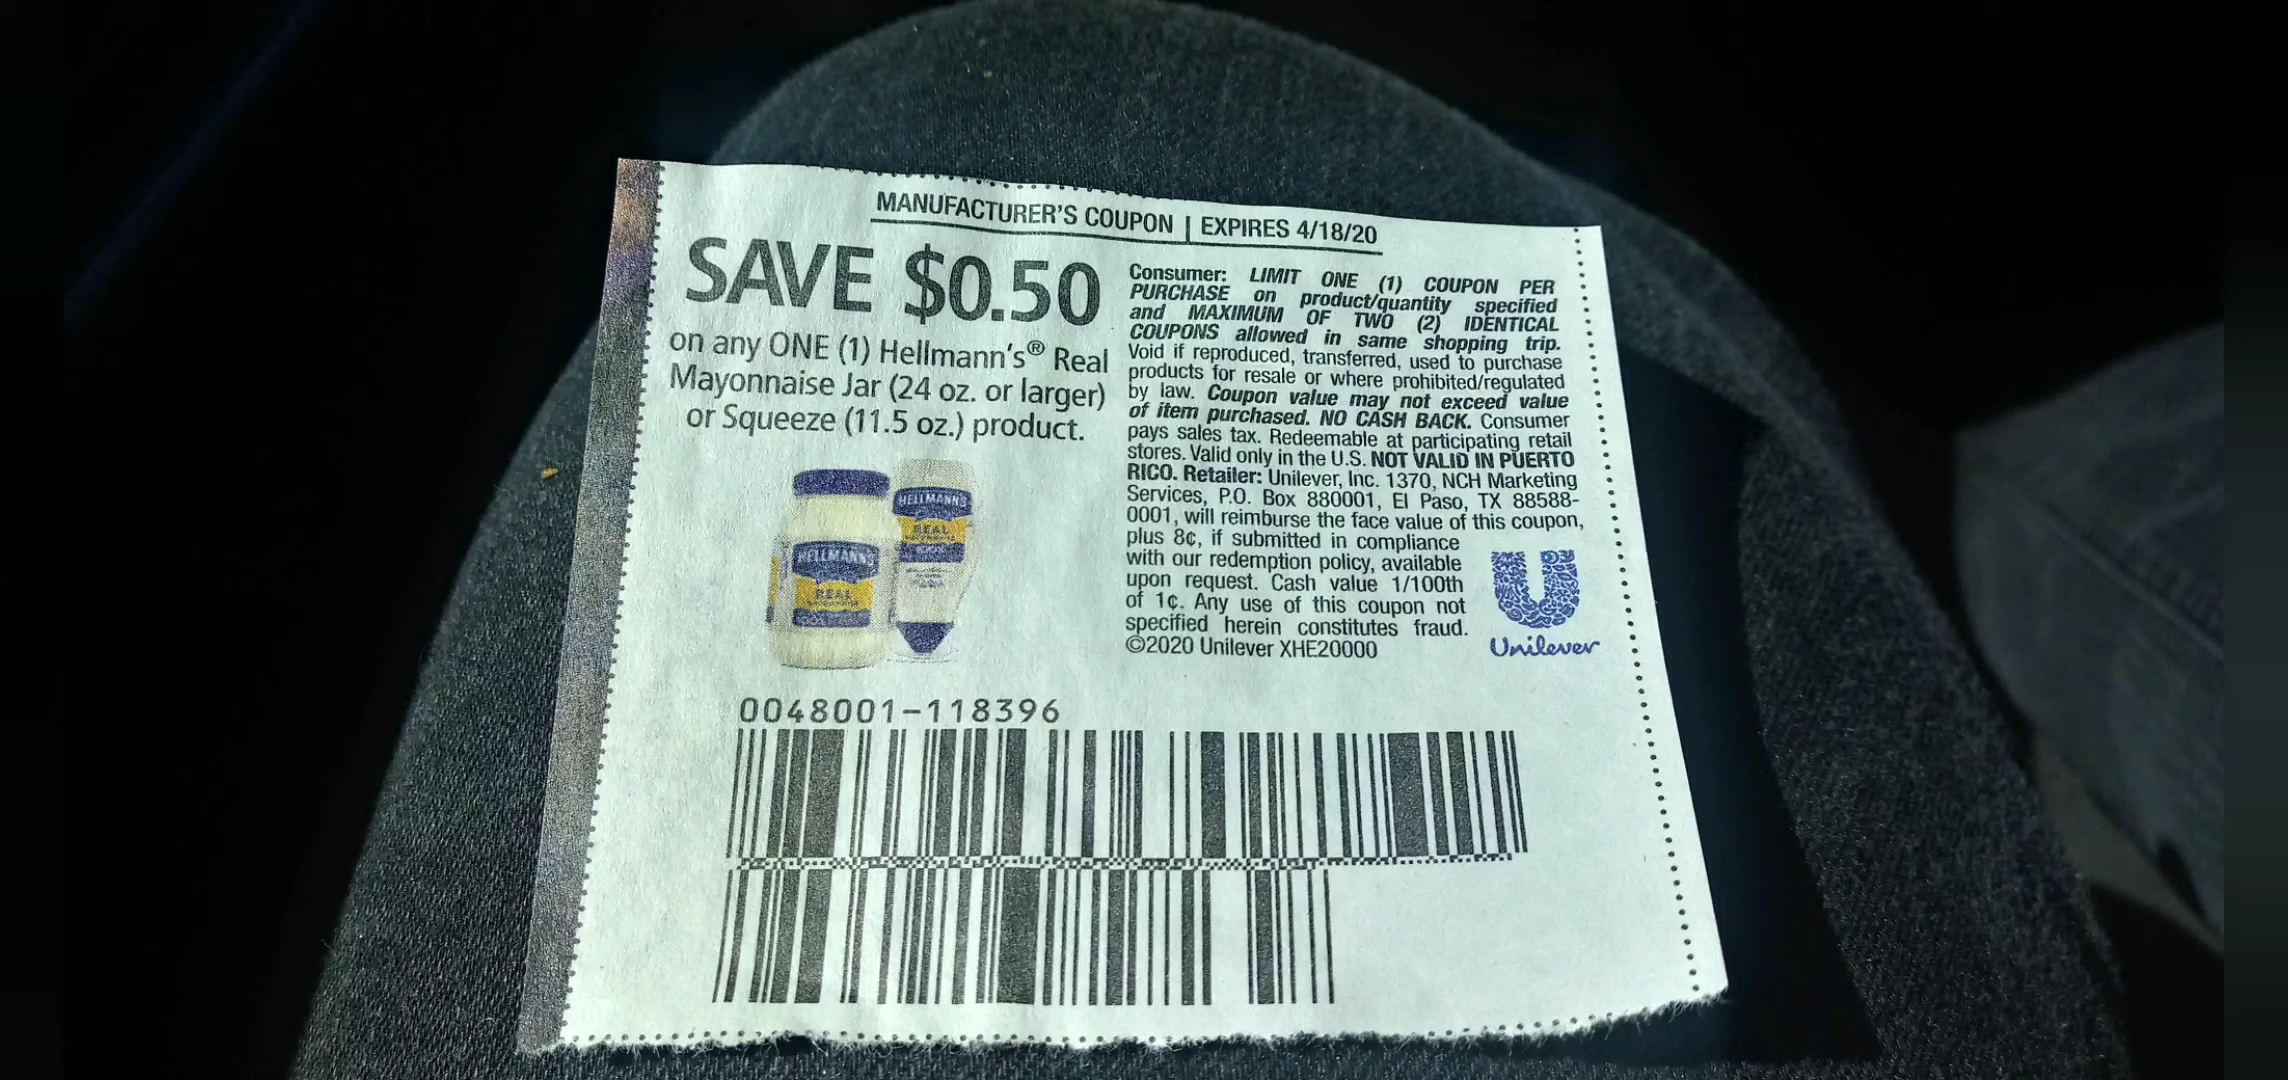 MANUFACTURER'S COUPON | EXPIRES 4/18/20
SAVE $0.50
on any ONE (1) Hellmann's® Real
Mayonnaise Jar (24 oz. or larger)
or Squeeze (11.5 oz.) product.
Consumer: LIMIT ONE (1) COUPON PER
PURCHASE on product/quantity specified
and MAXIMUM OF TWO (2) IDENTICAL
COUPONS allowed in same shopping trip.
Void if reproduced, transferred, used to purchase
products for resale or where prohibited/regulated
by law. Coupon value may not exceed value
of item purchased. NO CASH BACK. Consumer
pays sales tax. Redeemable at participating retail
stores. Valid only in the U.S. NOT VALID IN PUERTO
RICO. Retailer: Unilever, Inc. 1370, NCH Marketing
Services, P.O. Box 880001, El Paso, TX 88588-
0001, will reimburse the face value of this coupon,
plus 8¢, if submitted in compliance
with our redemption policy, available
upon request. Cash value 1/100th
of 1¢. Any use of this coupon not
specified herein constitutes fraud.
©2020 Unilever XHE20000
Unilever
HELLMANN'S
REAL
HELLMANN'S
REAL
0048001-118396